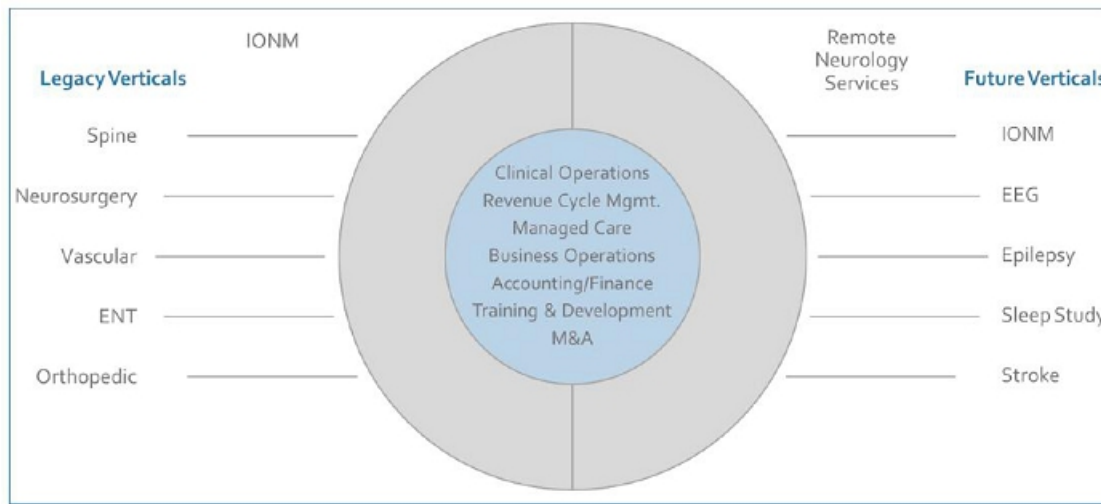 IONM
Legacy Verticals
Spine
Neurosurgery
Vascular
ENT
Orthopedic
Clinical Operations
Revenue Cycle Mgmt.
Managed Care
Business Operations
Accounting/Finance
Training & Development
M&A
Remote
Neurology
Services
Future Verticals
IONM
EEG
Epilepsy
Sleep Study
Stroke